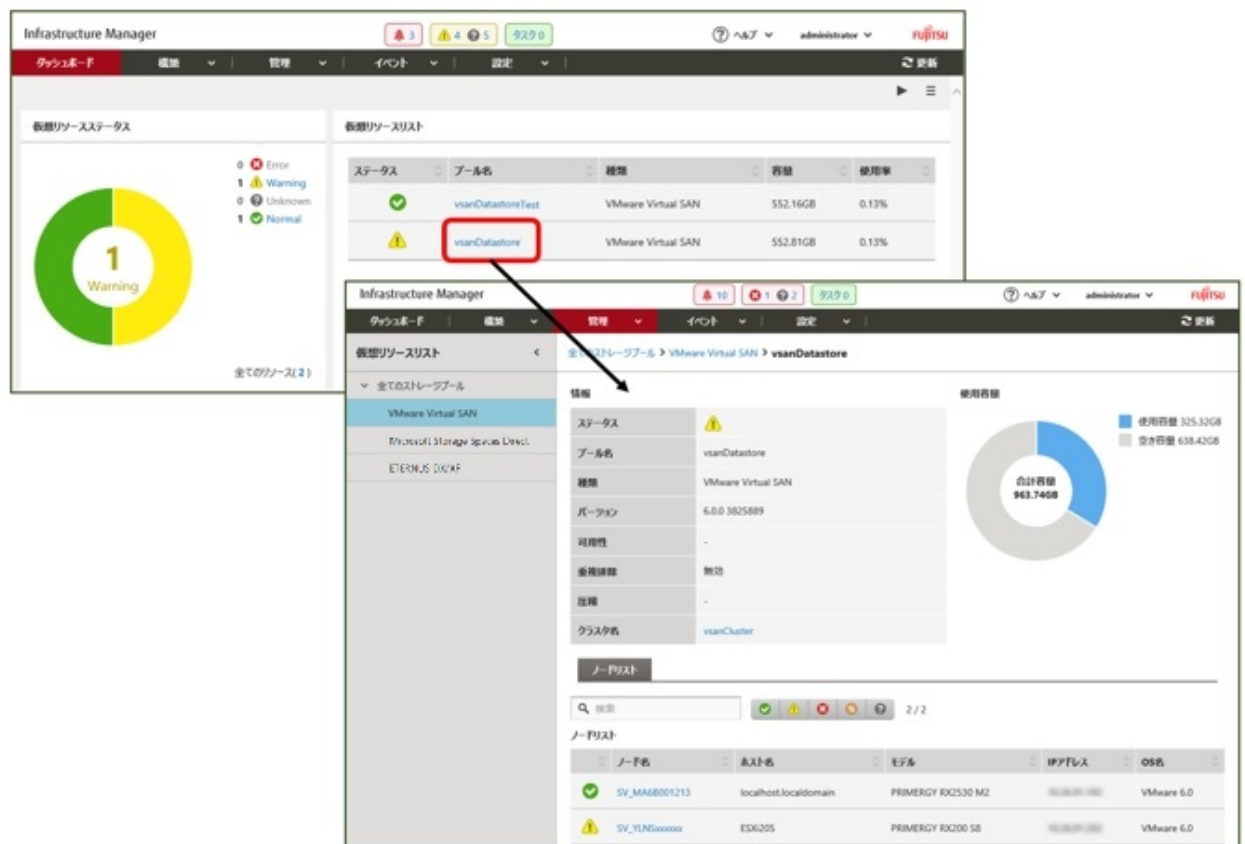 Infrastructure Manager
3
4 5
タスク 0
ヘルプ
administrator
FUJITSU
ダッシュボード
構築
管理
イベント
設定
更新
仮想リソースステータス
仮想リソースリスト
0 Error
1 Warning
0 Unknown
1 Normal
1
Warning
全てのリソース(2)
ステータス プール名 種類 容量 使用率
vsanDatastoreTest VMware Virtual SAN 552.16GB 0.13%
vsanDatastore VMware Virtual SAN 552.81GB 0.13%
Infrastructure Manager
10
1 2
タスク 0
ヘルプ
administrator
FUJITSU
ダッシュボード
構築
管理
イベント
設定
更新
仮想リソースリスト
全てのストレージプール
VMware Virtual SAN
Microsoft Storage Spaces Direct
ETERNUS DX/AF
全てのストレージプール > VMware Virtual SAN > vsanDatastore
情報
ステータス
プール名 vsanDatastore
種類 VMware Virtual SAN
バージョン 6.0.0 3825889
可用性 -
重複排除 無効
圧縮 -
クラスタ名 vsanCluster
使用容量
合計容量
963.74GB
使用容量 325.32GB
空き容量 638.42GB
ノードリスト
検索
2 / 2
ノードリスト
ノード名 ホスト名 モデル IPアドレス OS名
SV_MA6B001213 localhost.localdomain PRIMERGY RX2530 M2 VMware 6.0
SV_YLNSxxxxxx ESXi205 PRIMERGY RX200 S8 VMware 6.0